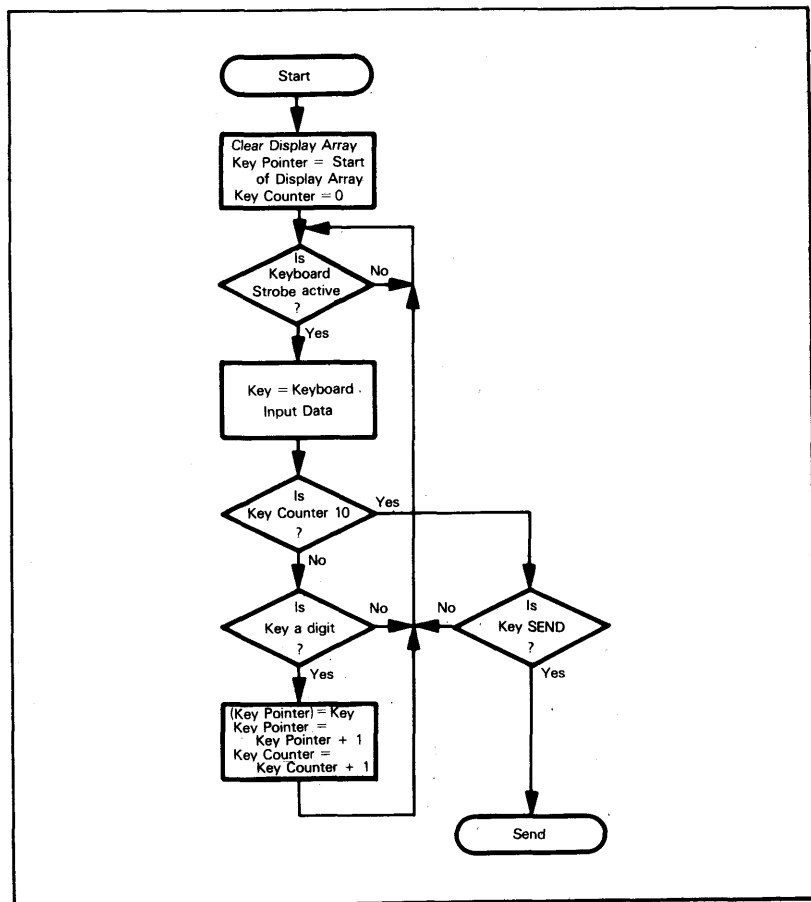 Start
Clear Display Array
Key Pointer = Start
of Display Array
Key Counter = 0
Is
Keyboard
Strobe active
?
No
Yes
Key = Keyboard
Input Data
Is
Key Counter 10
?
Yes
No
Is
Key a digit
?
No
Yes
No
Is
Key SEND
?
Yes
(Key Pointer) = Key
Key Pointer =
Key Pointer + 1
Key Counter =
Key Counter + 1
Send